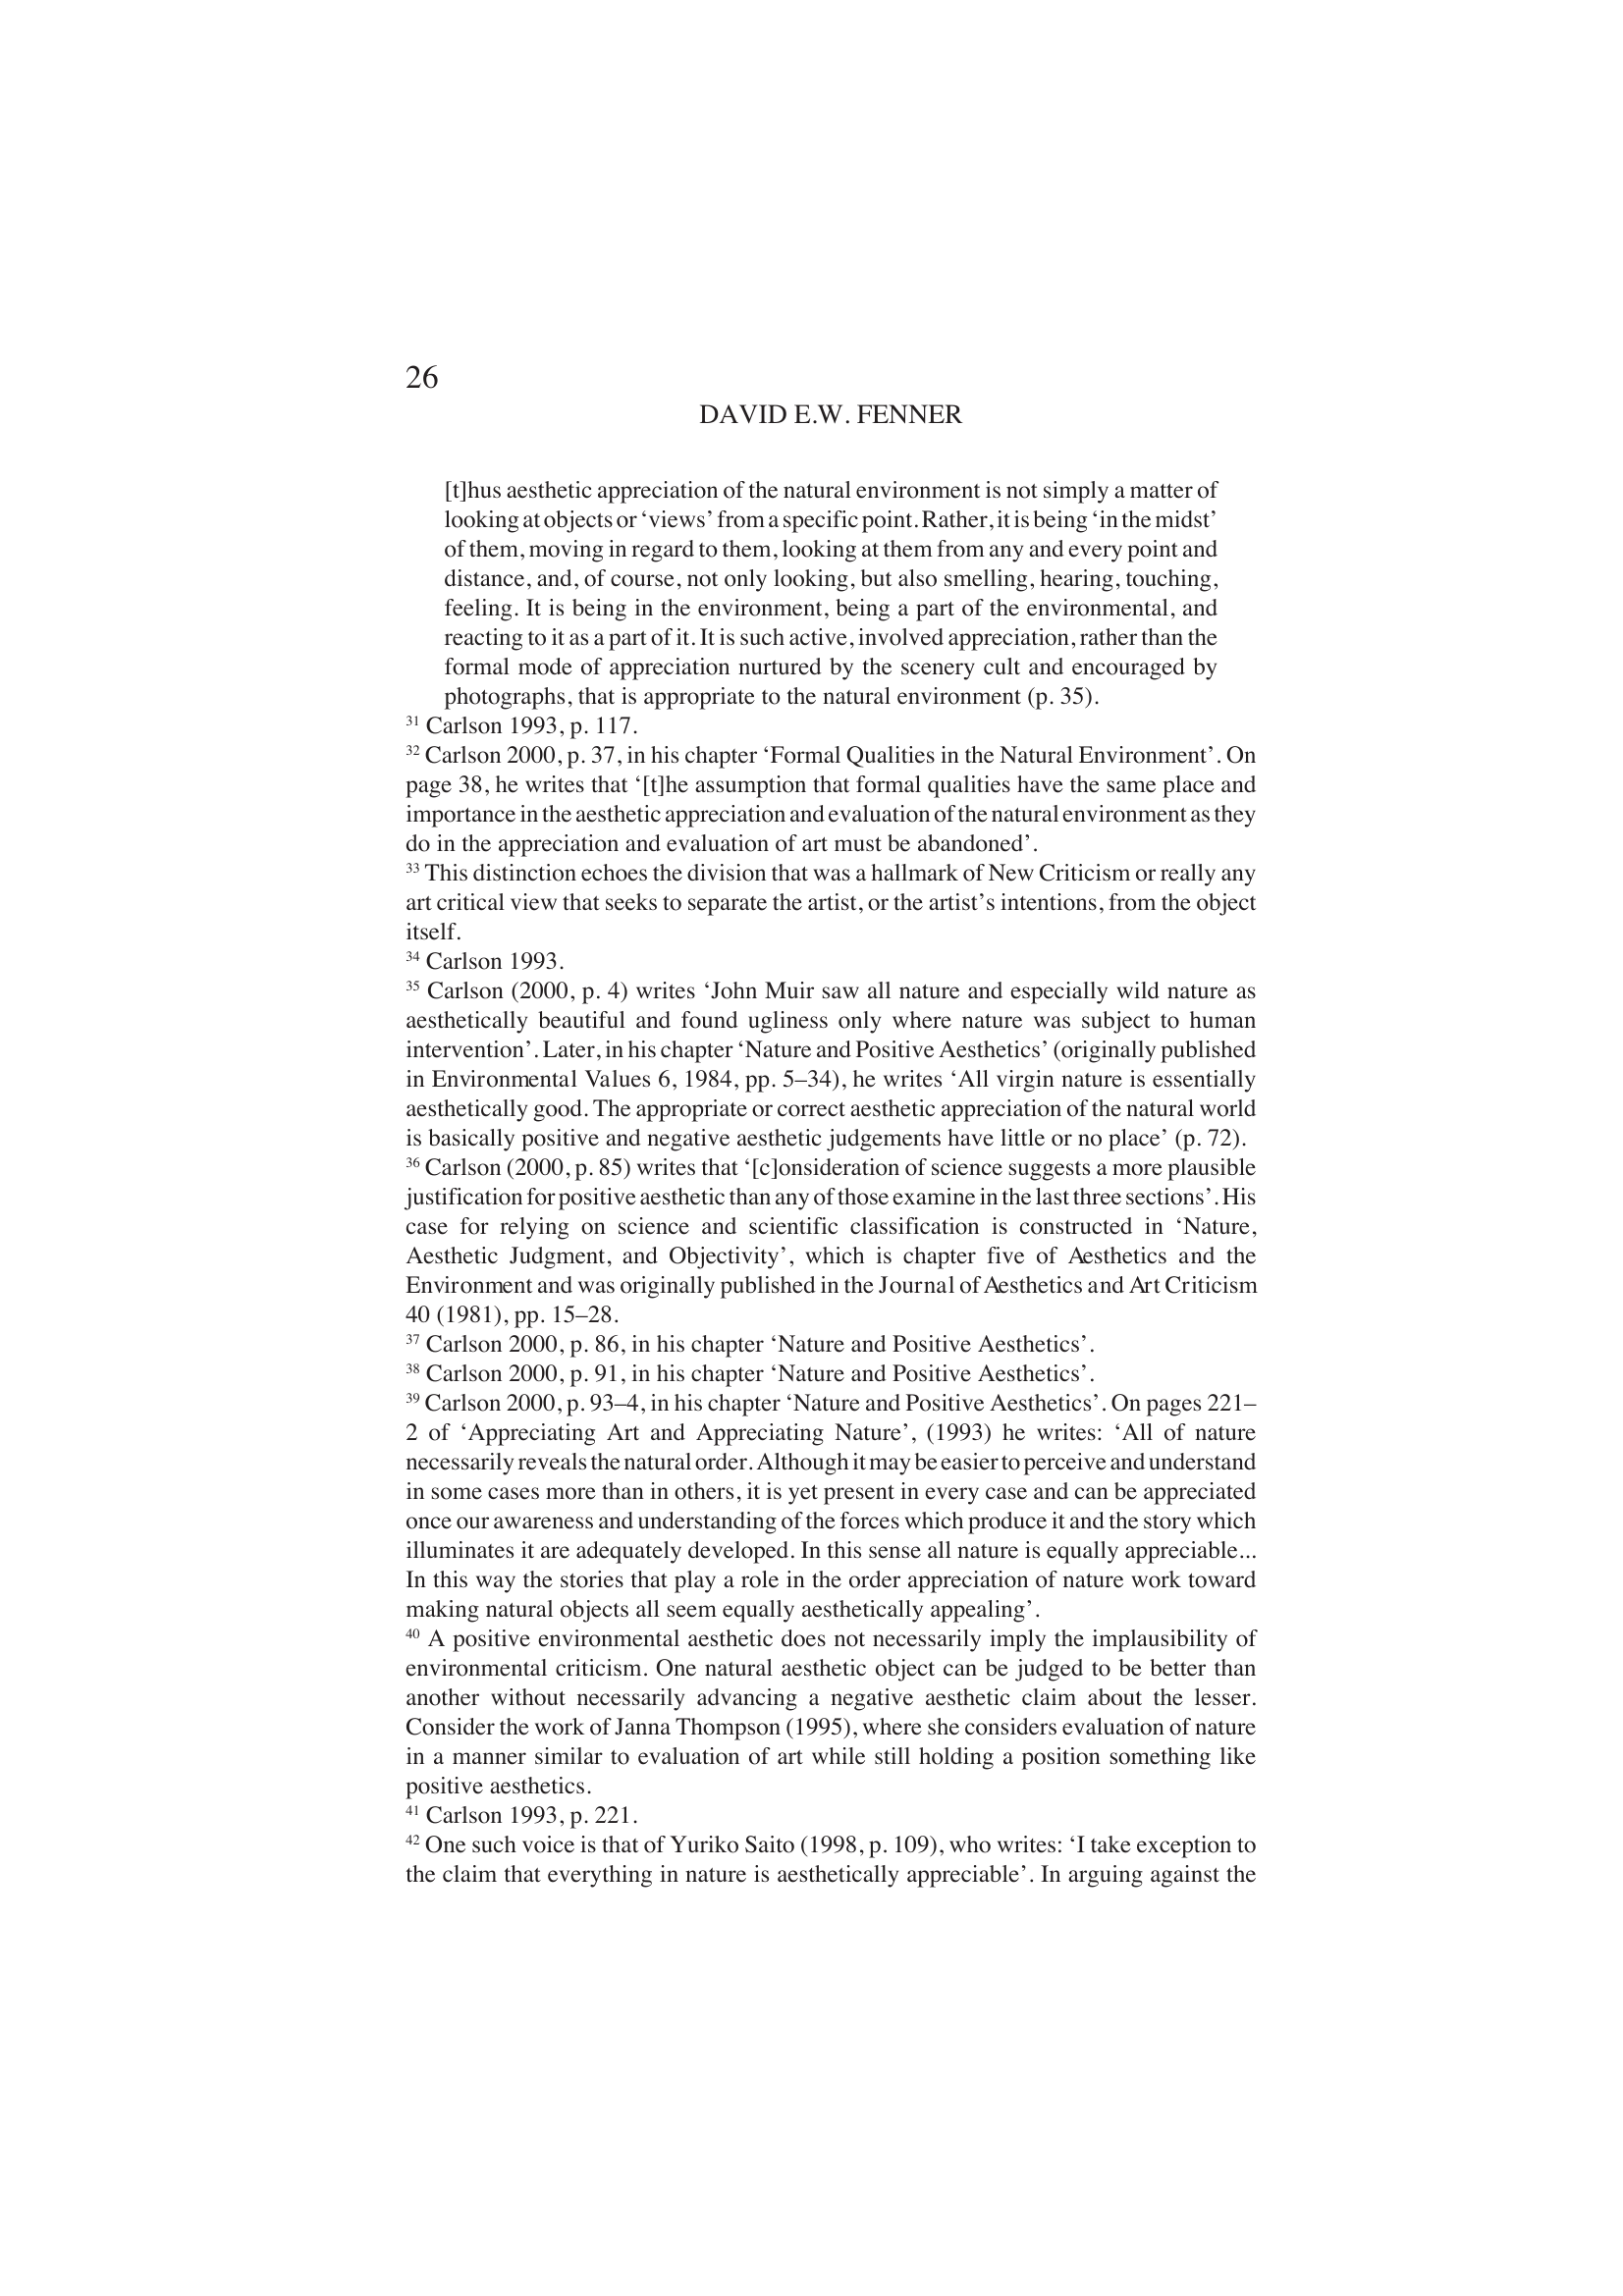 26
DAVID E.W. FENNER
[t]hus aesthetic appreciation of the natural environment is not simply a matter of
looking at objects or ‘views’ from a specific point. Rather, it is being ‘in the midst’
of them, moving in regard to them, looking at them from any and every point and
distance, and, of course, not only looking, but also smelling, hearing, touching,
feeling. It is being in the environment, being a part of the environmental, and
reacting to it as a part of it. It is such active, involved appreciation, rather than the
formal mode of appreciation nurtured by the scenery cult and encouraged by
photographs, that is appropriate to the natural environment (p. 35).
31 Carlson 1993, p. 117.
32 Carlson 2000, p. 37, in his chapter ‘Formal Qualities in the Natural Environment’. On
page 38, he writes that ‘[t]he assumption that formal qualities have the same place and
importance in the aesthetic appreciation and evaluation of the natural environment as they
do in the appreciation and evaluation of art must be abandoned’.
33 This distinction echoes the division that was a hallmark of New Criticism or really any
art critical view that seeks to separate the artist, or the artist’s intentions, from the object
itself.
34 Carlson 1993.
35 Carlson (2000, p. 4) writes ‘John Muir saw all nature and especially wild nature as
aesthetically beautiful and found ugliness only where nature was subject to human
intervention’. Later, in his chapter ‘Nature and Positive Aesthetics’ (originally published
in Environmental Values 6, 1984, pp. 5–34), he writes ‘All virgin nature is essentially
aesthetically good. The appropriate or correct aesthetic appreciation of the natural world
is basically positive and negative aesthetic judgements have little or no place’ (p. 72).
36 Carlson (2000, p. 85) writes that ‘[c]onsideration of science suggests a more plausible
justification for positive aesthetic than any of those examine in the last three sections’. His
case for relying on science and scientific classification is constructed in ‘Nature,
Aesthetic Judgment, and Objectivity’, which is chapter five of Aesthetics and the
Environment and was originally published in the Journal of Aesthetics and Art Criticism
40 (1981), pp. 15–28.
37 Carlson 2000, p. 86, in his chapter ‘Nature and Positive Aesthetics’.
38 Carlson 2000, p. 91, in his chapter ‘Nature and Positive Aesthetics’.
39 Carlson 2000, p. 93–4, in his chapter ‘Nature and Positive Aesthetics’. On pages 221–
2 of ‘Appreciating Art and Appreciating Nature’, (1993) he writes: ‘All of nature
necessarily reveals the natural order. Although it may be easier to perceive and understand
in some cases more than in others, it is yet present in every case and can be appreciated
once our awareness and understanding of the forces which produce it and the story which
illuminates it are adequately developed. In this sense all nature is equally appreciable...
In this way the stories that play a role in the order appreciation of nature work toward
making natural objects all seem equally aesthetically appealing’.
40 A positive environmental aesthetic does not necessarily imply the implausibility of
environmental criticism. One natural aesthetic object can be judged to be better than
another without necessarily advancing a negative aesthetic claim about the lesser.
Consider the work of Janna Thompson (1995), where she considers evaluation of nature
in a manner similar to evaluation of art while still holding a position something like
positive aesthetics.
41 Carlson 1993, p. 221.
42 One such voice is that of Yuriko Saito (1998, p. 109), who writes: ‘I take exception to
the claim that everything in nature is aesthetically appreciable’. In arguing against the